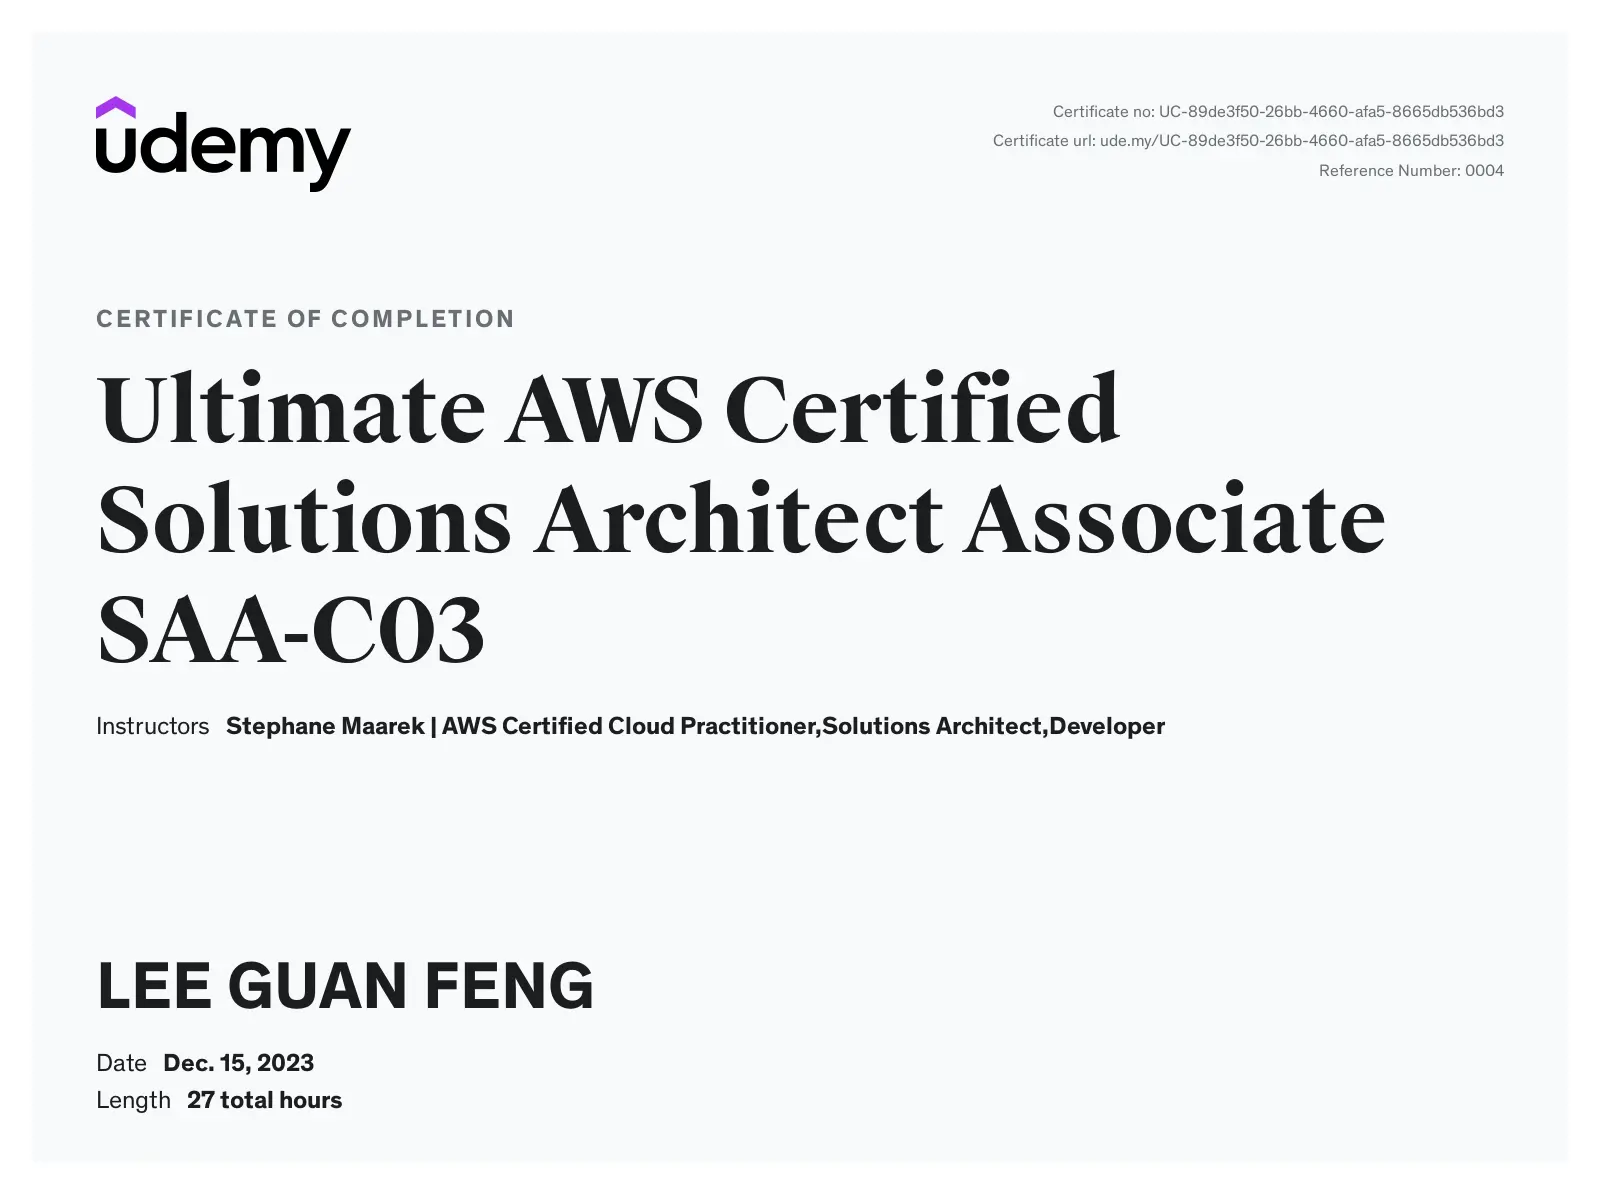 udemy
Certificate no: UC-89de3f50-26bb-4660-afa5-8665db536bd3
Certificate url: ude.my/UC-89de3f50-26bb-4660-afa5-8665db536bd3
Reference Number: 0004
CERTIFICATE OF COMPLETION
Ultimate AWS Certified
Solutions Architect Associate
SAA-C03
Instructors Stephane Maarek | AWS Certified Cloud Practitioner,Solutions Architect,Developer
LEE GUAN FENG
Date Dec. 15, 2023
Length 27 total hours